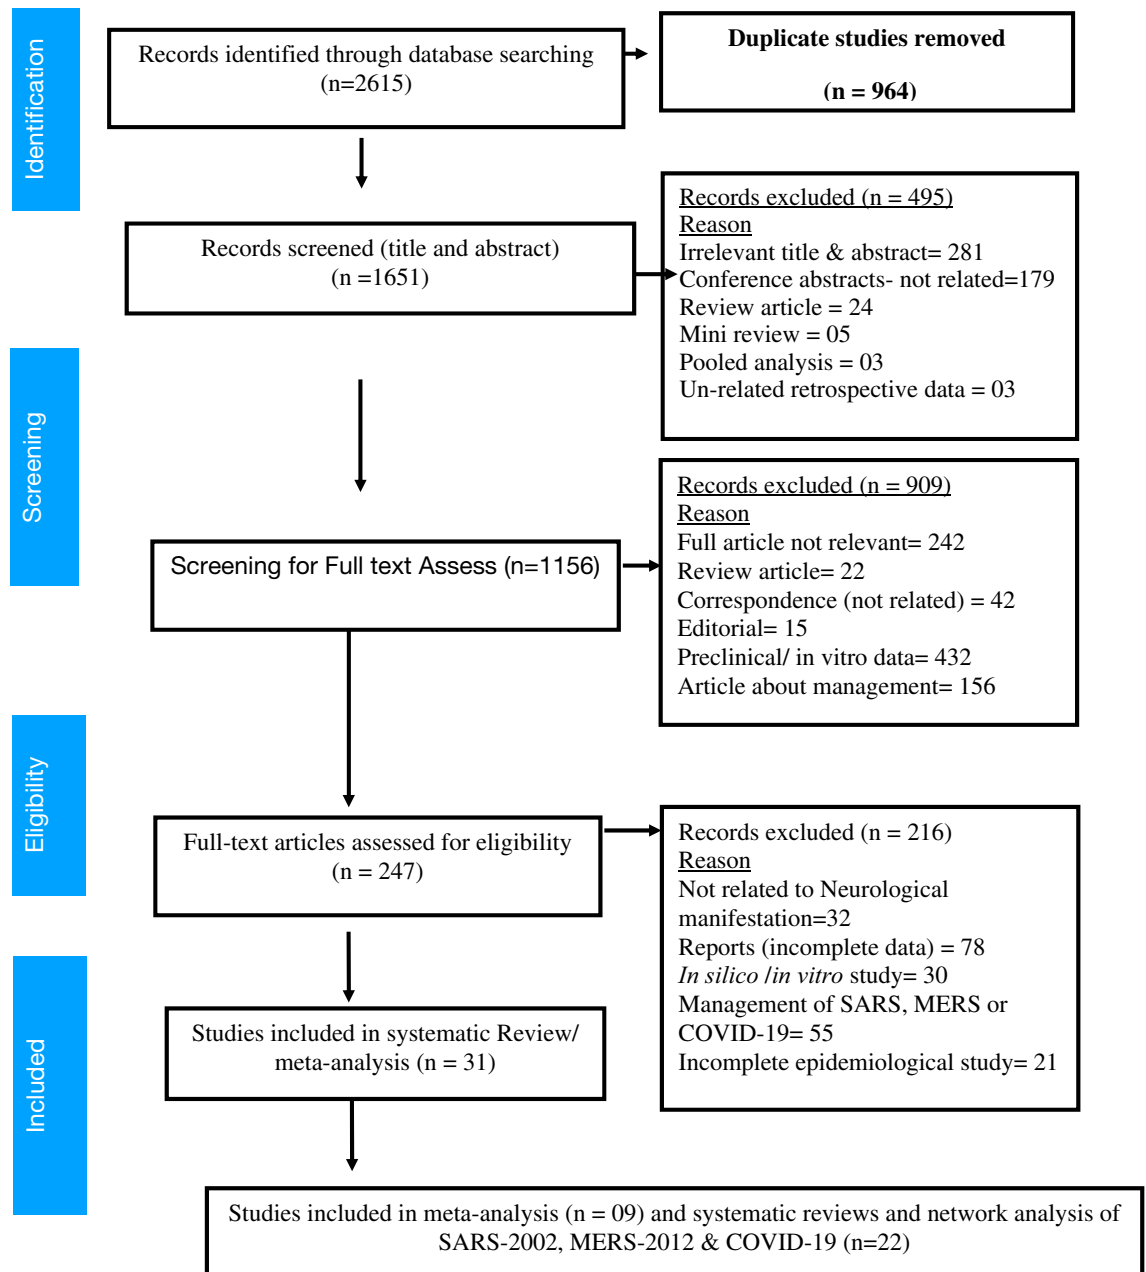 Identification
Records identified through database searching
(n=2615)
Duplicate studies removed
(n = 964)
Records screened (title and abstract)
(n =1651)
Records excluded (n = 495)
Reason
Irrelevant title & abstract= 281
Conference abstracts- not related=179
Review article = 24
Mini review = 05
Pooled analysis = 03
Un-related retrospective data = 03
Screening
Screening for Full text Assess (n=1156)
Records excluded (n = 909)
Reason
Full article not relevant= 242
Review article= 22
Correspondence (not related) = 42
Editorial= 15
Preclinical/ in vitro data= 432
Article about management= 156
Eligibility
Full-text articles assessed for eligibility
(n = 247)
Records excluded (n = 216)
Reason
Not related to Neurological
manifestation=32
Reports (incomplete data) = 78
In silico /in vitro study= 30
Management of SARS, MERS or
COVID-19= 55
Incomplete epidemiological study= 21
Included
Studies included in systematic Review/
meta-analysis (n = 31)
Studies included in meta-analysis (n = 09) and systematic reviews and network analysis of
SARS-2002, MERS-2012 & COVID-19 (n=22)